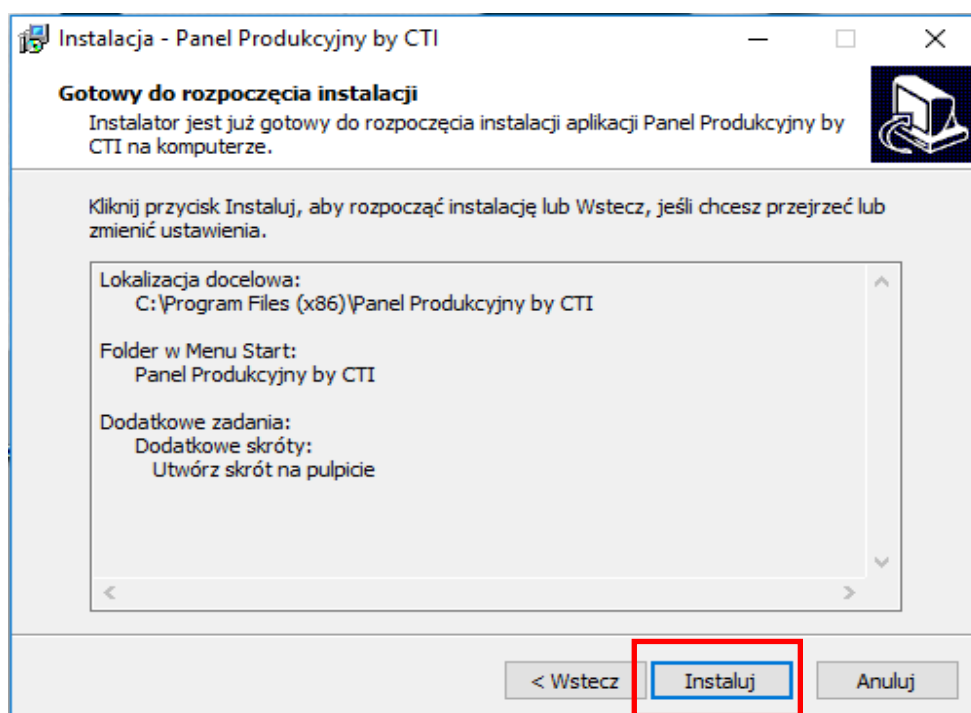 Instalacja - Panel Produkcyjny by CTI
Gotowy do rozpoczęcia instalacji
Instalator jest już gotowy do rozpoczęcia instalacji aplikacji Panel Produkcyjny by
CTI na komputerze.
Kliknij przycisk Instaluj, aby rozpocząć instalację lub Wstecz, jeśli chcesz przejrzeć lub
zmienić ustawienia.
Lokalizacja docelowa:
C:\Program Files (x86)\Panel Produkcyjny by CTI
Folder w Menu Start:
Panel Produkcyjny by CTI
Dodatkowe zadania:
Dodatkowe skróty:
Utwórz skrót na pulpicie
< Wstecz Instaluj Anuluj